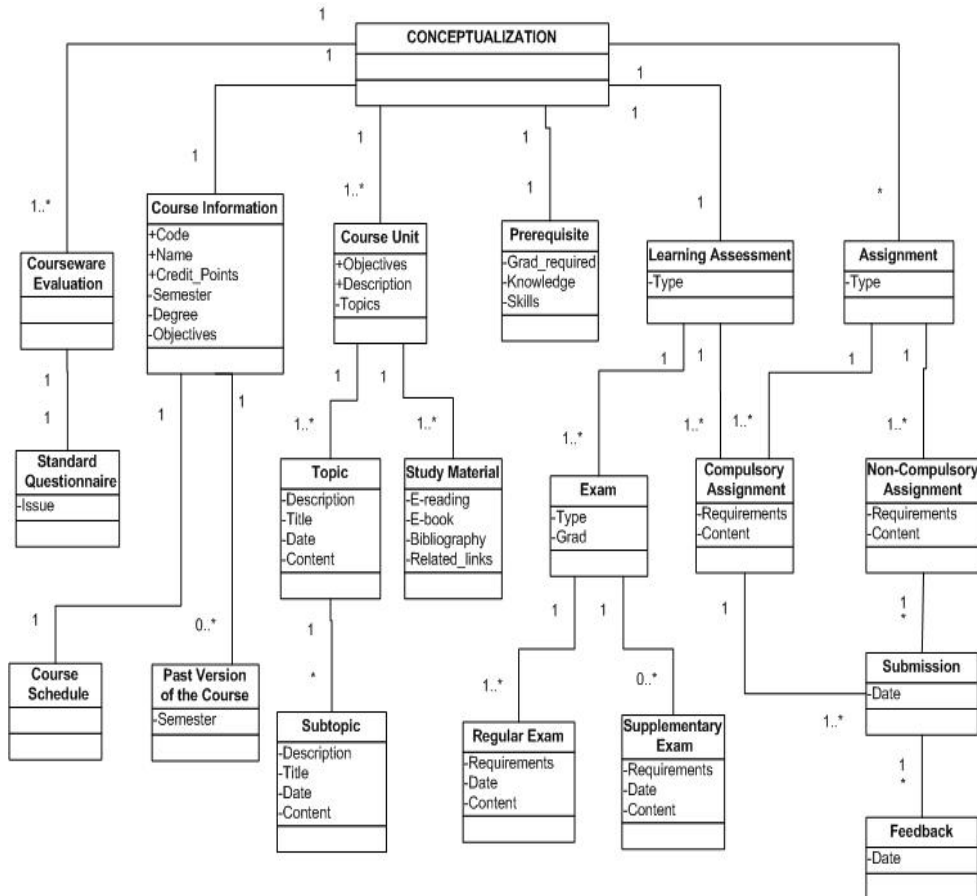 1
CONCEPTUALIZATION
1
1
1
1
1
1
1
1..*
1
1
*
1..*
Course Information
+Code
+Name
+Credit_Points
-Semester
-Degree
-Objectives
Course Unit
+Objectives
+Description
-Topics
Prerequisite
-Grad_required
-Knowledge
-Skills
Courseware
Evaluation
Learning Assessment
-Type
Assignment
-Type
1
1
1
1
1
1
1
1
1
1
1
1..*
1..*
1..*
1..*
1..*
1..*
Standard
Questionnaire
-Issue
Topic
-Description
-Title
-Date
-Content
Study Material
-E-reading
-E-book
-Bibliography
-Related_links
Exam
-Type
-Grad
Compulsory
Assignment
-Requirements
-Content
Non-Compulsory
Assignment
-Requirements
-Content
1
0..*
1
*
1
1
1
1
*
1..*
0..*
1..*
Course
Schedule
Past Version
of the Course
-Semester
Submission
-Date
Subtopic
-Description
-Title
-Date
-Content
Regular Exam
-Requirements
-Date
-Content
Supplementary
Exam
-Requirements
-Date
-Content
1
*
Feedback
-Date